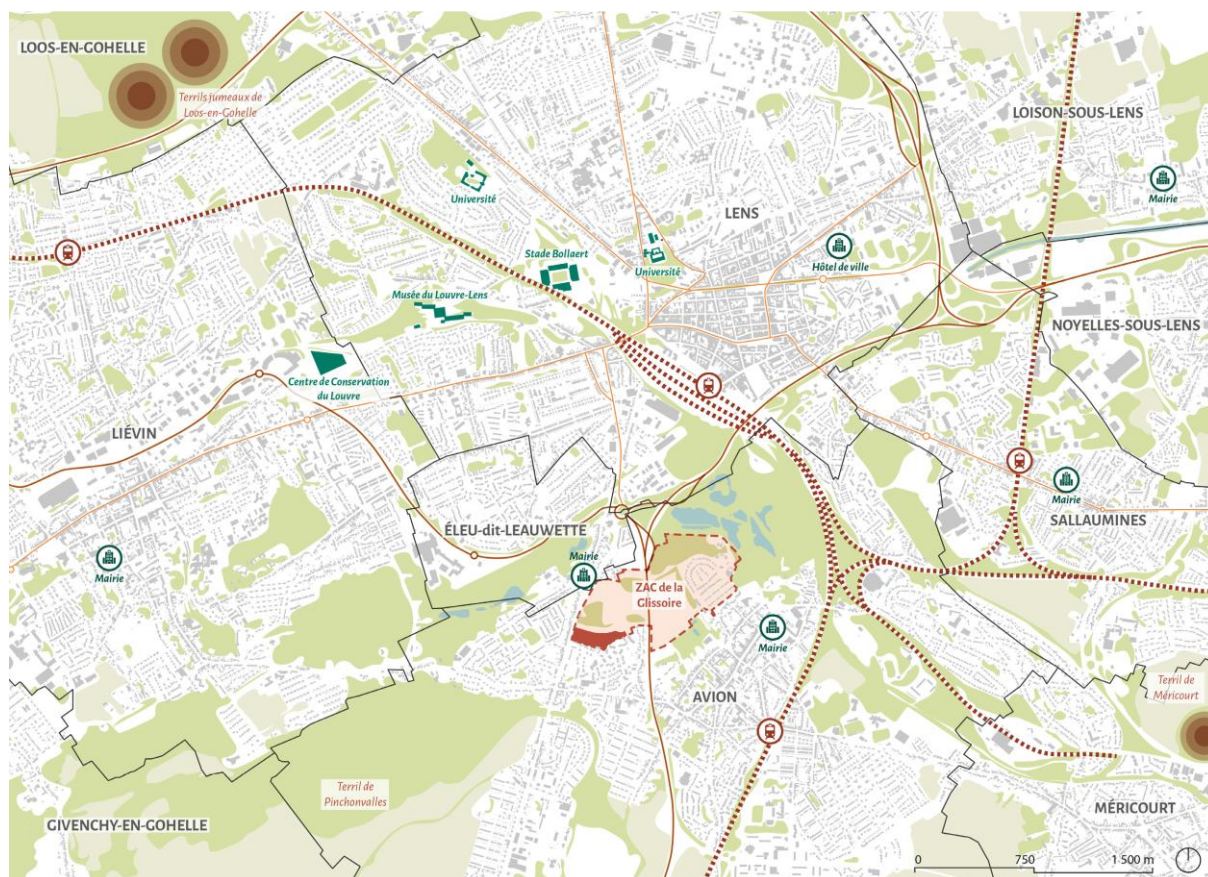 LOOS-EN-GOHELLE
Terrils jumeaux de
Loos-en-Gohelle
LOISON-SOUS-LENS
Mairie
Université
LENS
Stade Bollaert
Université
Hôtel de ville
Musée du Louvre-Lens
NOYELLES-SOUS-LENS
Centre de Conservation
du Louvre
LIÉVIN
Mairie
SALLAUMINES
ÉLEU-dit-LEAUWETTE
Mairie
Mairie
ZAC de la
Glissoire
Mairie
AVION
Terril de
Méricourt
Terril de
Pinchonvalles
MÉRICOURT
GIVENCHY-EN-GOHELLE
0 750 1 500 m